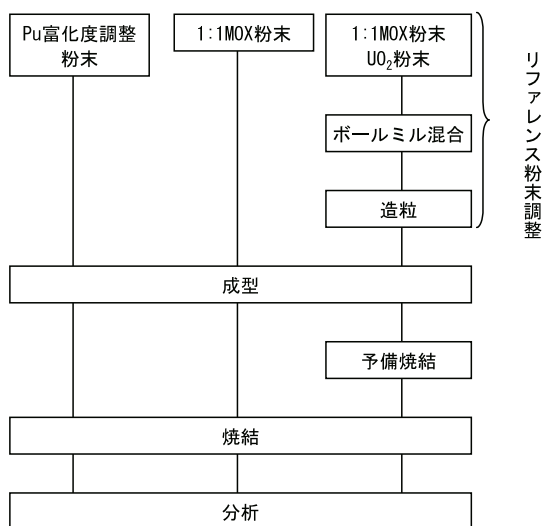 Pu富化度調整
粉末
1:1MOX粉末
1:1MOX粉末
UO₂粉末
ボールミル混合
造粒
リファレンス粉末調整
成型
予備焼結
焼結
分析